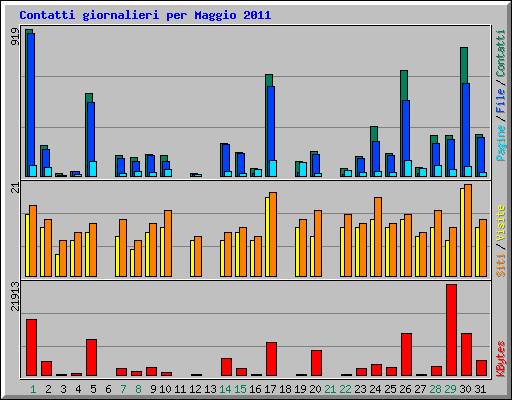 Contatti giornalieri per Maggio 2011
919
Pagine / File / Contatti
21
Siti / Visite
21913
KBytes
1 2 3 4 5 6 7 8 9 10 11 12 13 14 15 16 17 18 19 20 21 22 23 24 25 26 27 28 29 30 31